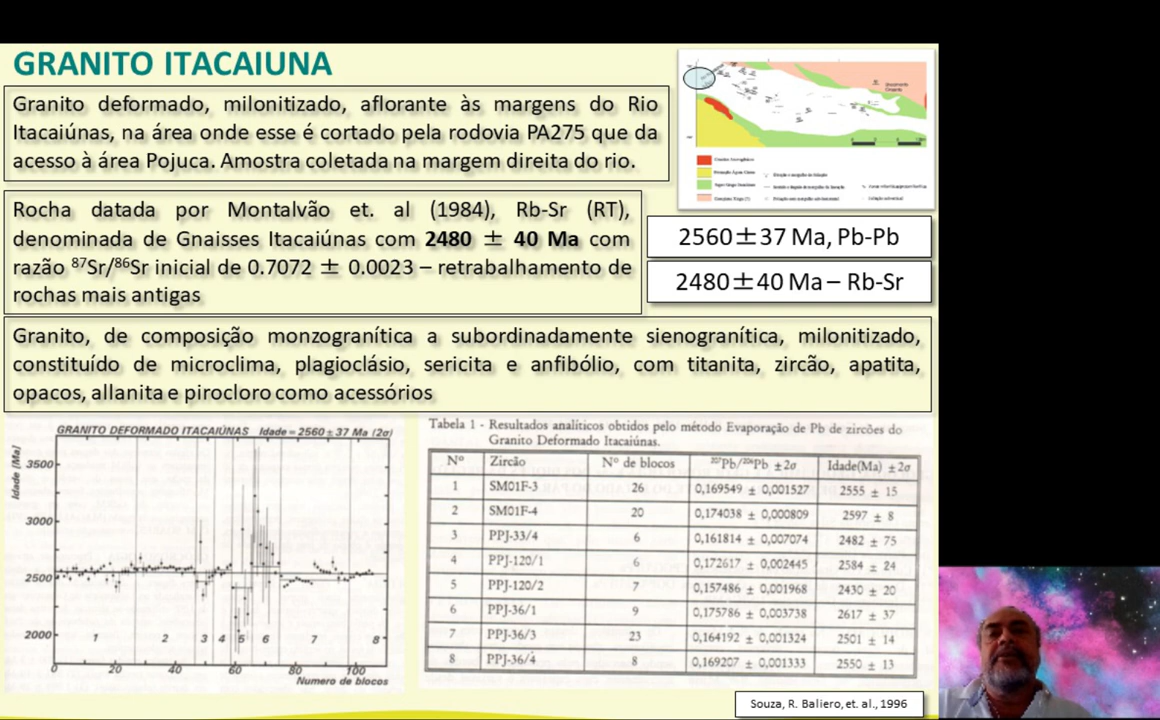 GRANITO ITACAIUNA
Granito deformado, milonitizado, aflorante às margens do Rio
Itacaiúnas, na área onde esse é cortado pela rodovia PA275 que da
acesso à área Pojuca. Amostra coletada na margem direita do rio.
Rocha datada por Montalvão et. al (1984), Rb-Sr (RT),
denominada de Gnaisses Itacaiúnas com 2480 ± 40 Ma com
razão ⁸⁷Sr/⁸⁶Sr inicial de 0.7072 ± 0.0023 – retrabalhamento de
rochas mais antigas
2560±37 Ma, Pb-Pb
2480±40 Ma – Rb-Sr
Granito, de composição monzogranítica a subordinadamente sienogranítica, milonitizado,
constituído de microclima, plagioclásio, sericita e anfibólio, com titanita, zircão, apatita,
opacos, allanita e pirocloro como acessórios
GRANITO DEFORMADO ITACAIÚNAS Idade = 2560 ± 37 Ma (2σ)
Idade (Ma)
3500
3000
2500
2000
1 2 3 4 5 6 7 8
0 20 40 60 80 100
Numero de blocos
Tabela 1 - Resultados analíticos obtidos pelo método Evaporação de Pb de zircões do
Granito Deformado Itacaiúnas.
Nº Zircão Nº de blocos ²⁰⁷Pb/²⁰⁶Pb ±2σ Idade(Ma) ±2σ
1 SM01F-3 26 0,169549 ± 0,001527 2555 ± 15
2 SM01F-4 20 0,174038 ± 0,000809 2597 ± 8
3 PPJ-33/4 6 0,161814 ± 0,007074 2482 ± 75
4 PPJ-120/1 6 0,172617 ± 0,002445 2584 ± 24
5 PPJ-120/2 7 0,157486 ± 0,001968 2430 ± 20
6 PPJ-36/1 9 0,175786 ± 0,003738 2617 ± 37
7 PPJ-36/3 23 0,164192 ± 0,001324 2501 ± 14
8 PPJ-36/4 8 0,169207 ± 0,001333 2550 ± 13
Souza, R. Baliero, et. al., 1996